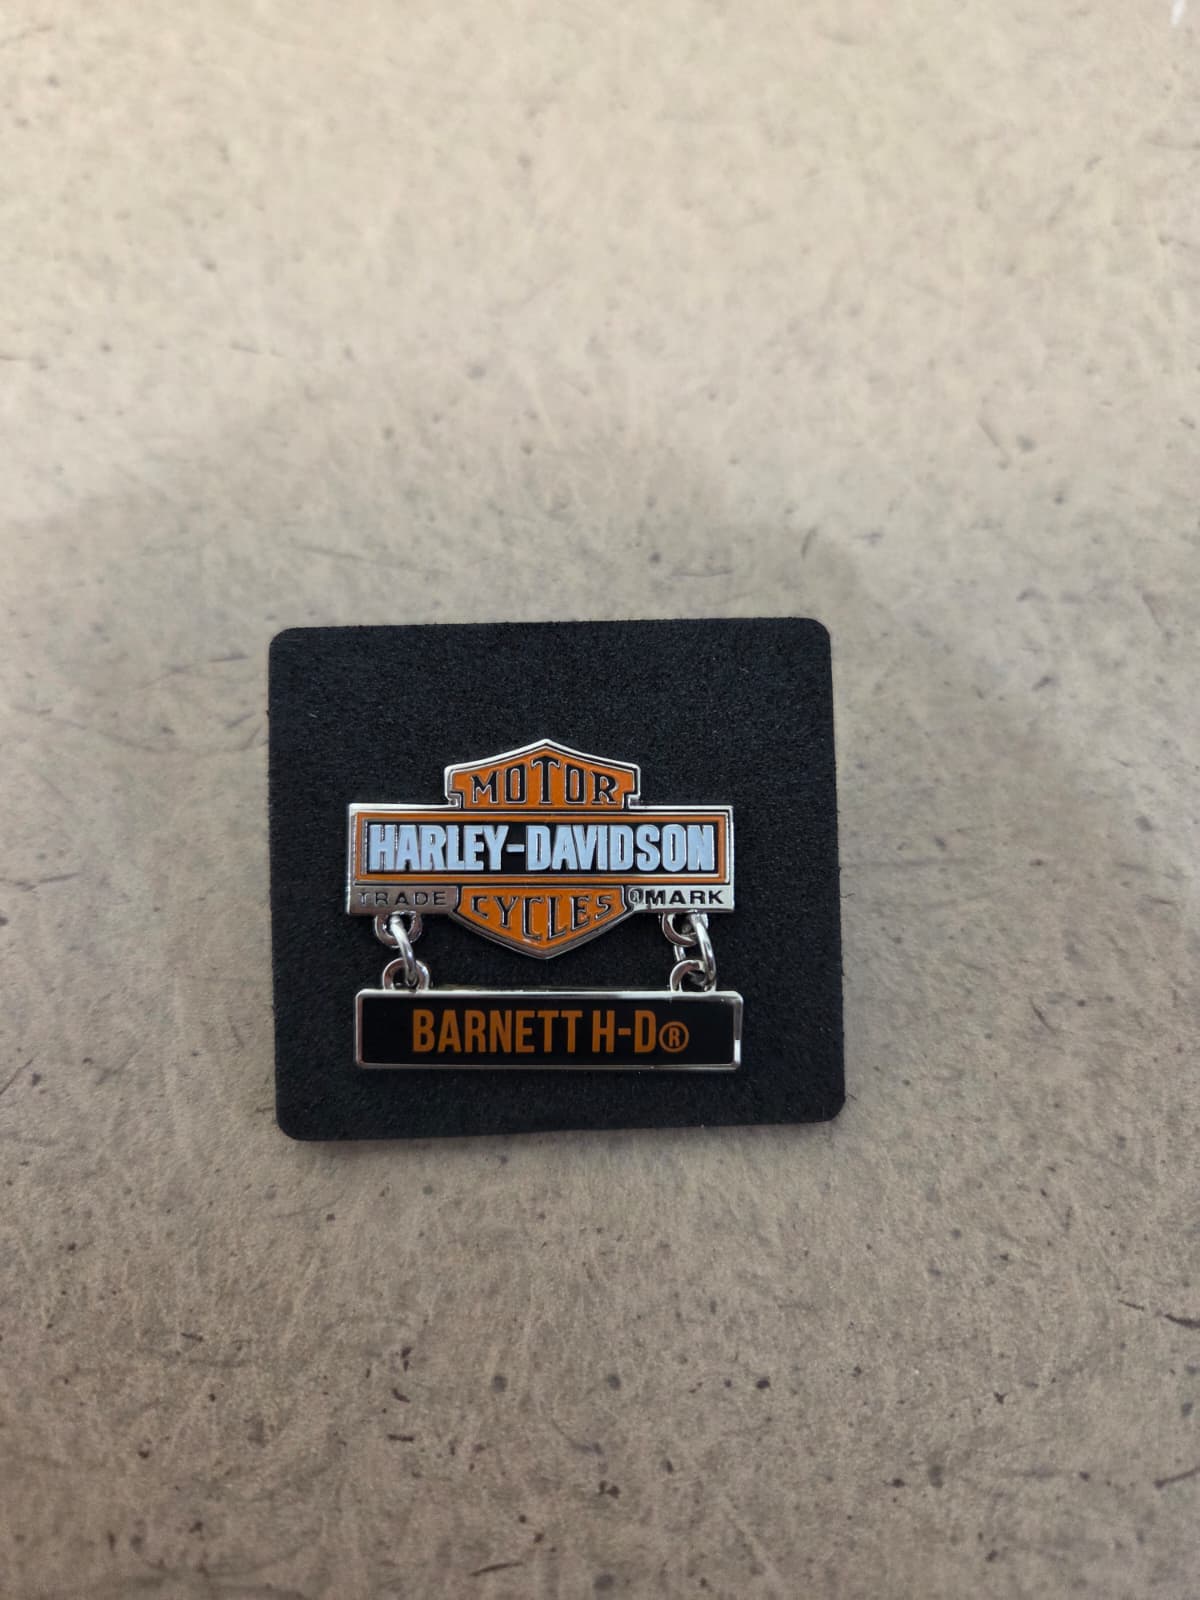 MOTOR
HARLEY-DAVIDSON
TRADE CYCLES ® MARK
BARNETT H-D®